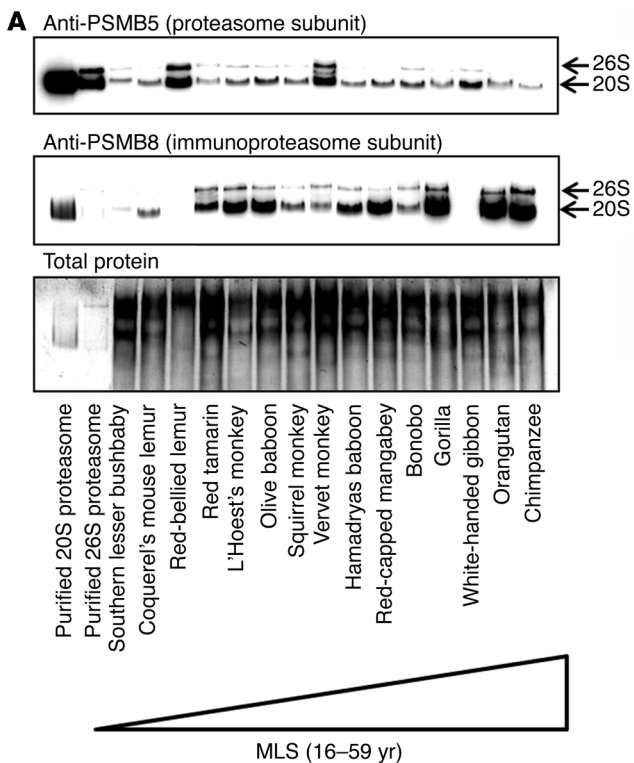 A
Anti-PSMB5 (proteasome subunit)
26S
20S
Anti-PSMB8 (immunoproteasome subunit)
26S
20S
Total protein
Purified 20S proteasome
Purified 26S proteasome
Southern lesser bushbaby
Coquerel's mouse lemur
Red-bellied lemur
Red tamarin
L'Hoest's monkey
Olive baboon
Squirrel monkey
Vervet monkey
Hamadryas baboon
Red-capped mangabey
Bonobo
Gorilla
White-handed gibbon
Orangutan
Chimpanzee
MLS (16–59 yr)